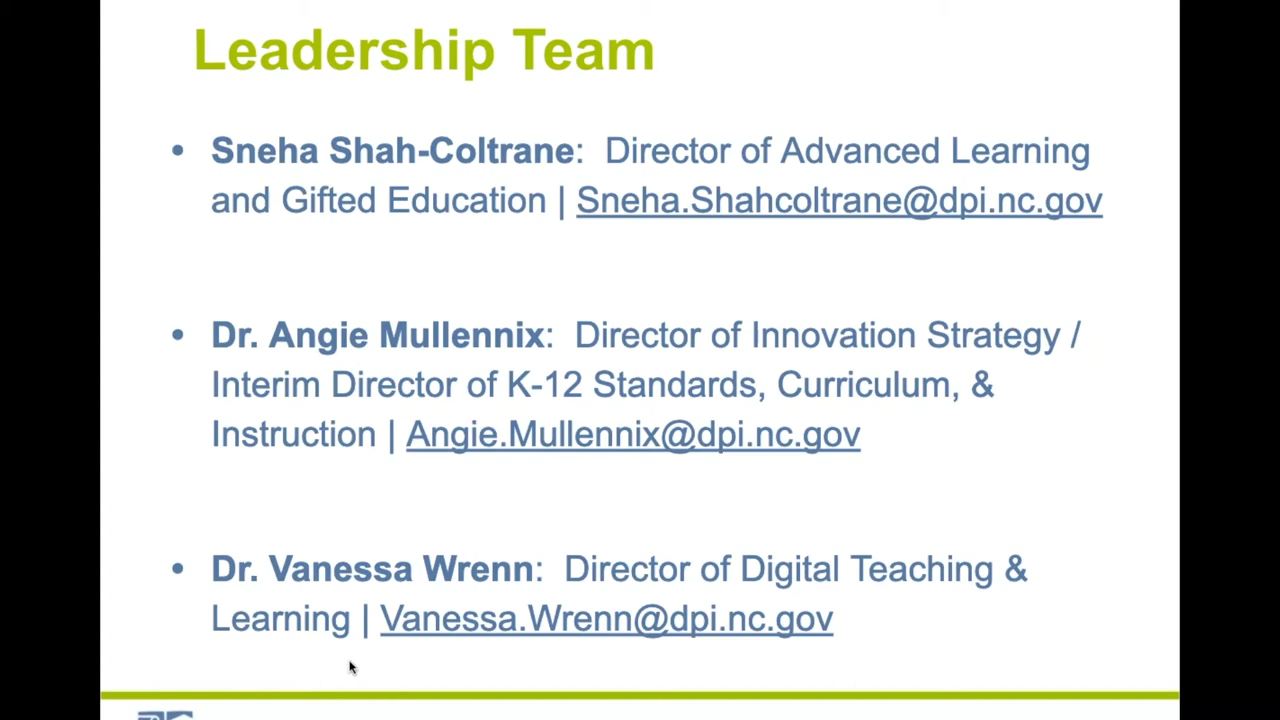 Leadership Team
• Sneha Shah-Coltrane: Director of Advanced Learning
and Gifted Education | Sneha.Shahcoltrane@dpi.nc.gov
• Dr. Angie Mullennix: Director of Innovation Strategy /
Interim Director of K-12 Standards, Curriculum, &
Instruction | Angie.Mullennix@dpi.nc.gov
• Dr. Vanessa Wrenn: Director of Digital Teaching &
Learning | Vanessa.Wrenn@dpi.nc.gov